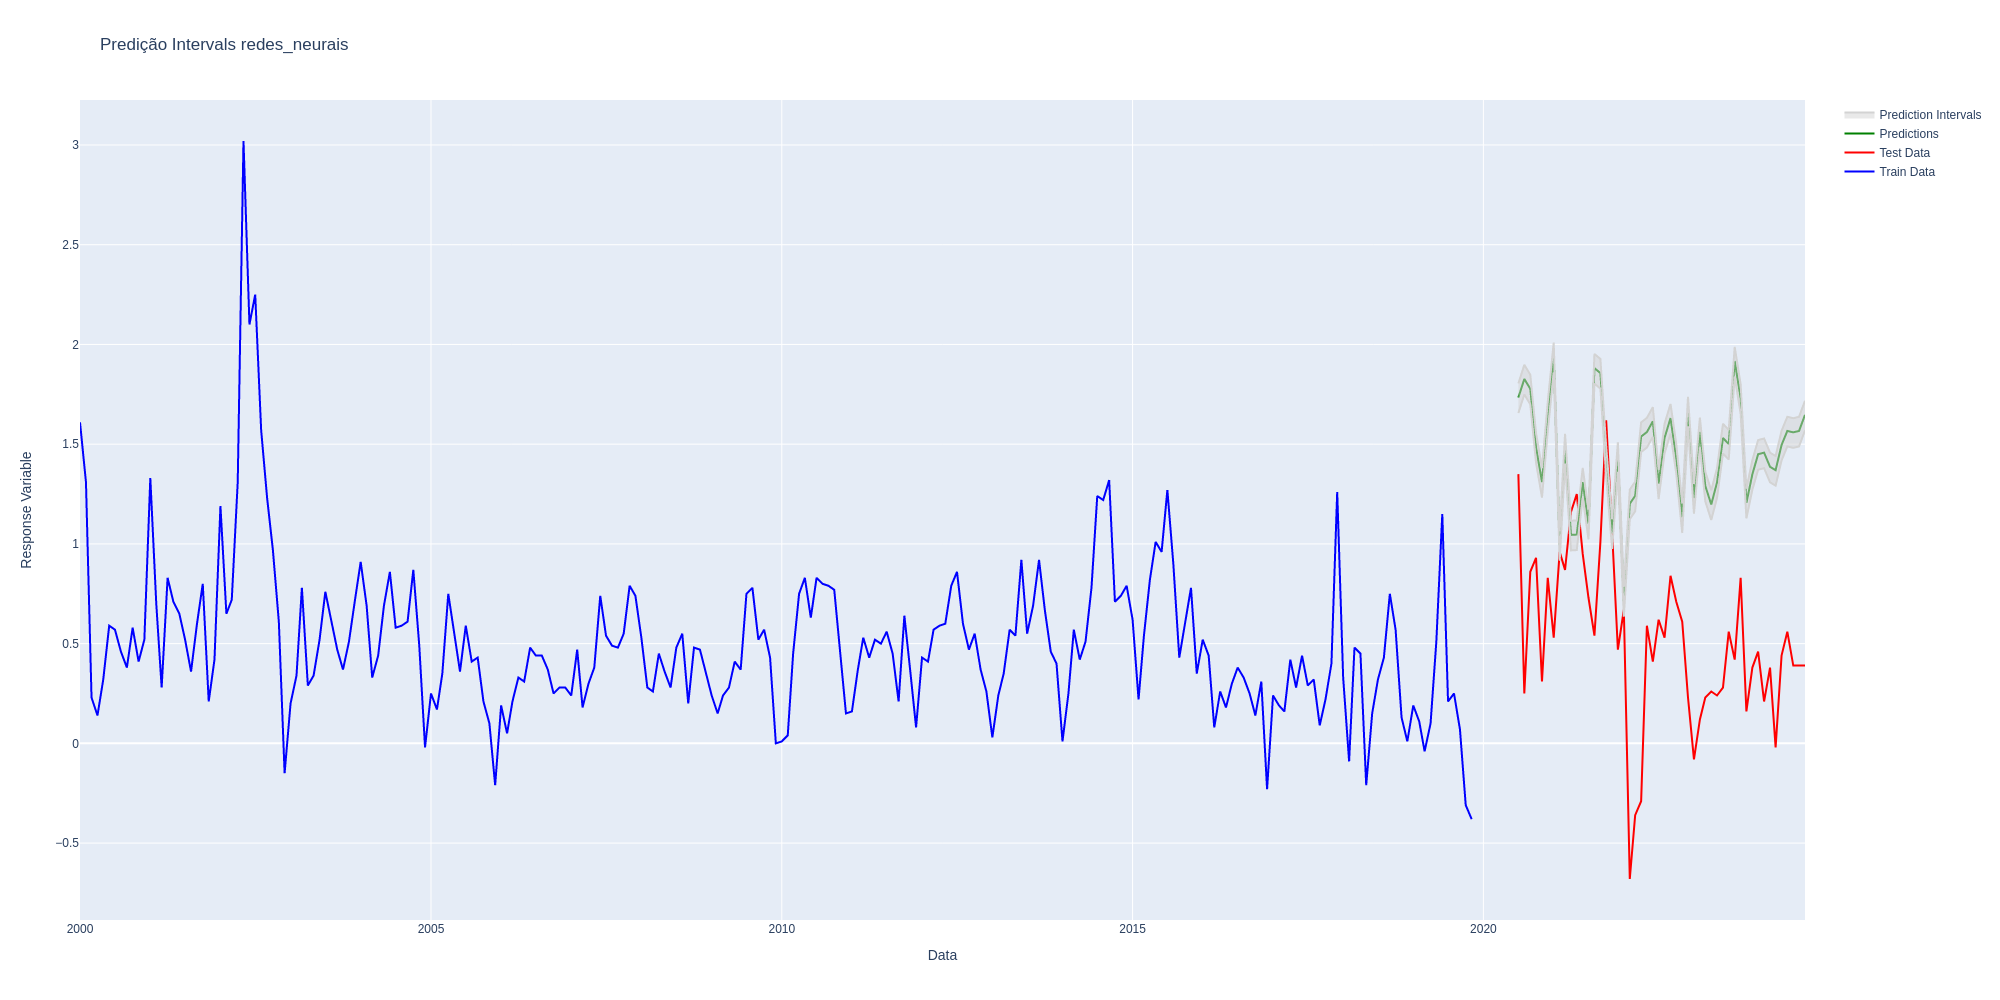 Predição Intervals redes_neurais
Prediction Intervals
Predictions
Test Data
Train Data
Response Variable
3
2.5
2
1.5
1
0.5
0
−0.5
2000
2005
2010
2015
2020
Data